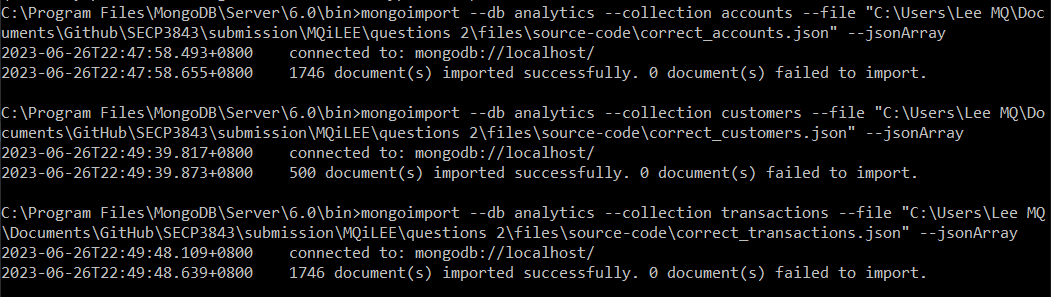 C:\Program Files\MongoDB\Server\6.0\bin>mongoimport --db analytics --collection accounts --file "C:\Users\Lee MQ\Doc
uments\Github\SECP3843\submission\MQiLEE\questions 2\files\source-code\correct_accounts.json" --jsonArray
2023-06-26T22:47:58.493+0800    connected to: mongodb://localhost/
2023-06-26T22:47:58.655+0800    1746 document(s) imported successfully. 0 document(s) failed to import.
C:\Program Files\MongoDB\Server\6.0\bin>mongoimport --db analytics --collection customers --file "C:\Users\Lee MQ\Do
cuments\GitHub\SECP3843\submission\MQiLEE\questions 2\files\source-code\correct_customers.json" --jsonArray
2023-06-26T22:49:39.817+0800    connected to: mongodb://localhost/
2023-06-26T22:49:39.873+0800    500 document(s) imported successfully. 0 document(s) failed to import.
C:\Program Files\MongoDB\Server\6.0\bin>mongoimport --db analytics --collection transactions --file "C:\Users\Lee MQ
\Documents\GitHub\SECP3843\submission\MQiLEE\questions 2\files\source-code\correct_transactions.json" --jsonArray
2023-06-26T22:49:48.109+0800    connected to: mongodb://localhost/
2023-06-26T22:49:48.639+0800    1746 document(s) imported successfully. 0 document(s) failed to import.